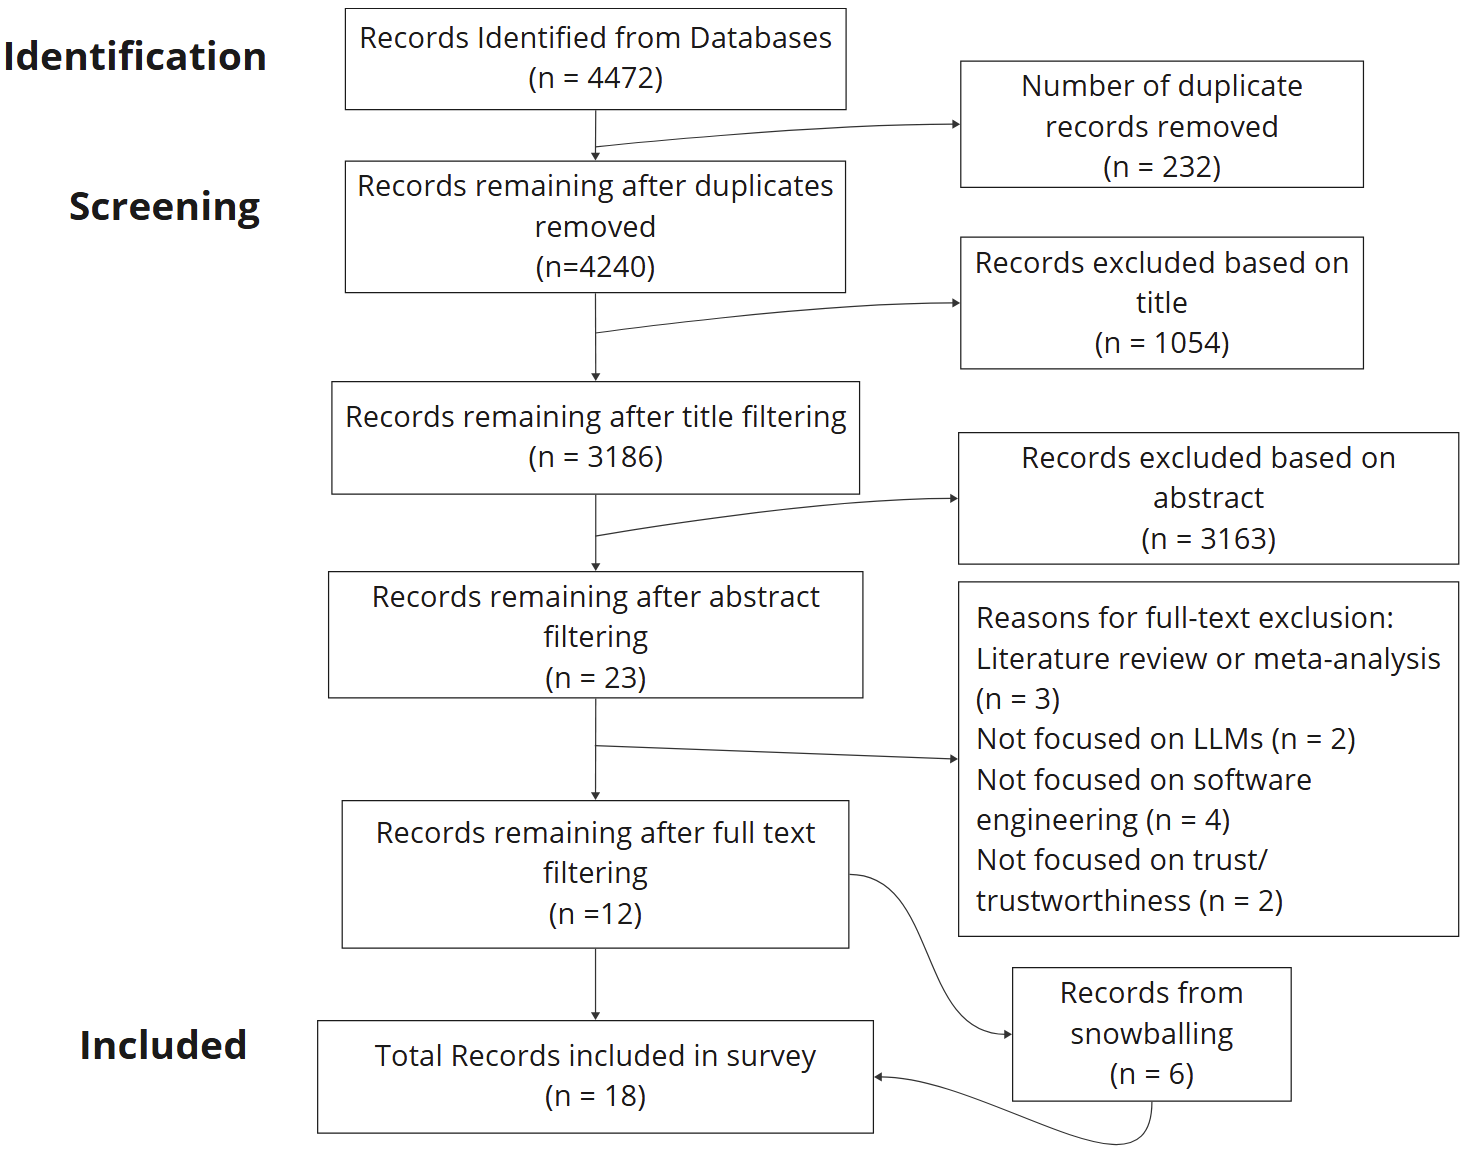 Identification
Records Identified from Databases
(n = 4472)
Number of duplicate
records removed
(n = 232)
Screening
Records remaining after duplicates
removed
(n=4240)
Records excluded based on
title
(n = 1054)
Records remaining after title filtering
(n = 3186)
Records excluded based on
abstract
(n = 3163)
Records remaining after abstract
filtering
(n = 23)
Reasons for full-text exclusion:
Literature review or meta-analysis
(n = 3)
Not focused on LLMs (n = 2)
Not focused on software
engineering (n = 4)
Not focused on trust/
trustworthiness (n = 2)
Records remaining after full text
filtering
(n =12)
Records from
snowballing
(n = 6)
Included
Total Records included in survey
(n = 18)